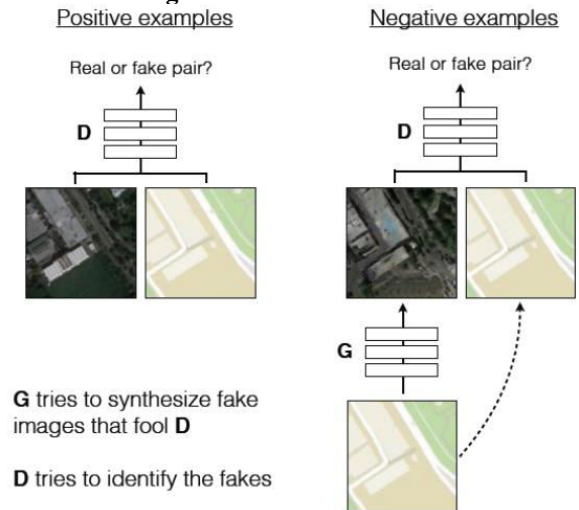 Positive examples
Real or fake pair?
D
G tries to synthesize fake
images that fool D
D tries to identify the fakes
Negative examples
Real or fake pair?
D
G